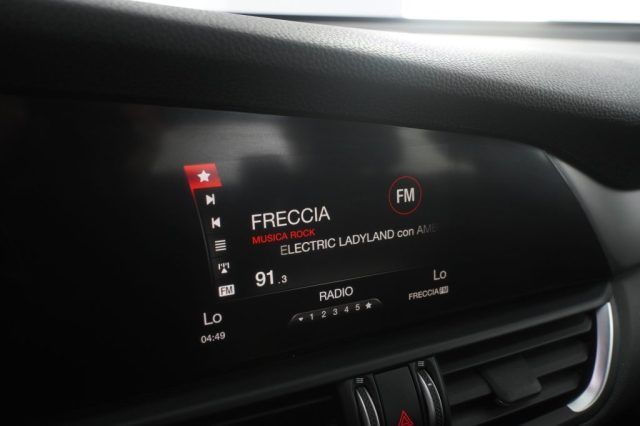 FM
FRECCIA
MUSICA ROCK
ELECTRIC LADYLAND con AME
91.3
FM
Lo
04:49
RADIO
1 2 3 4 5
Lo
FRECCIA FM